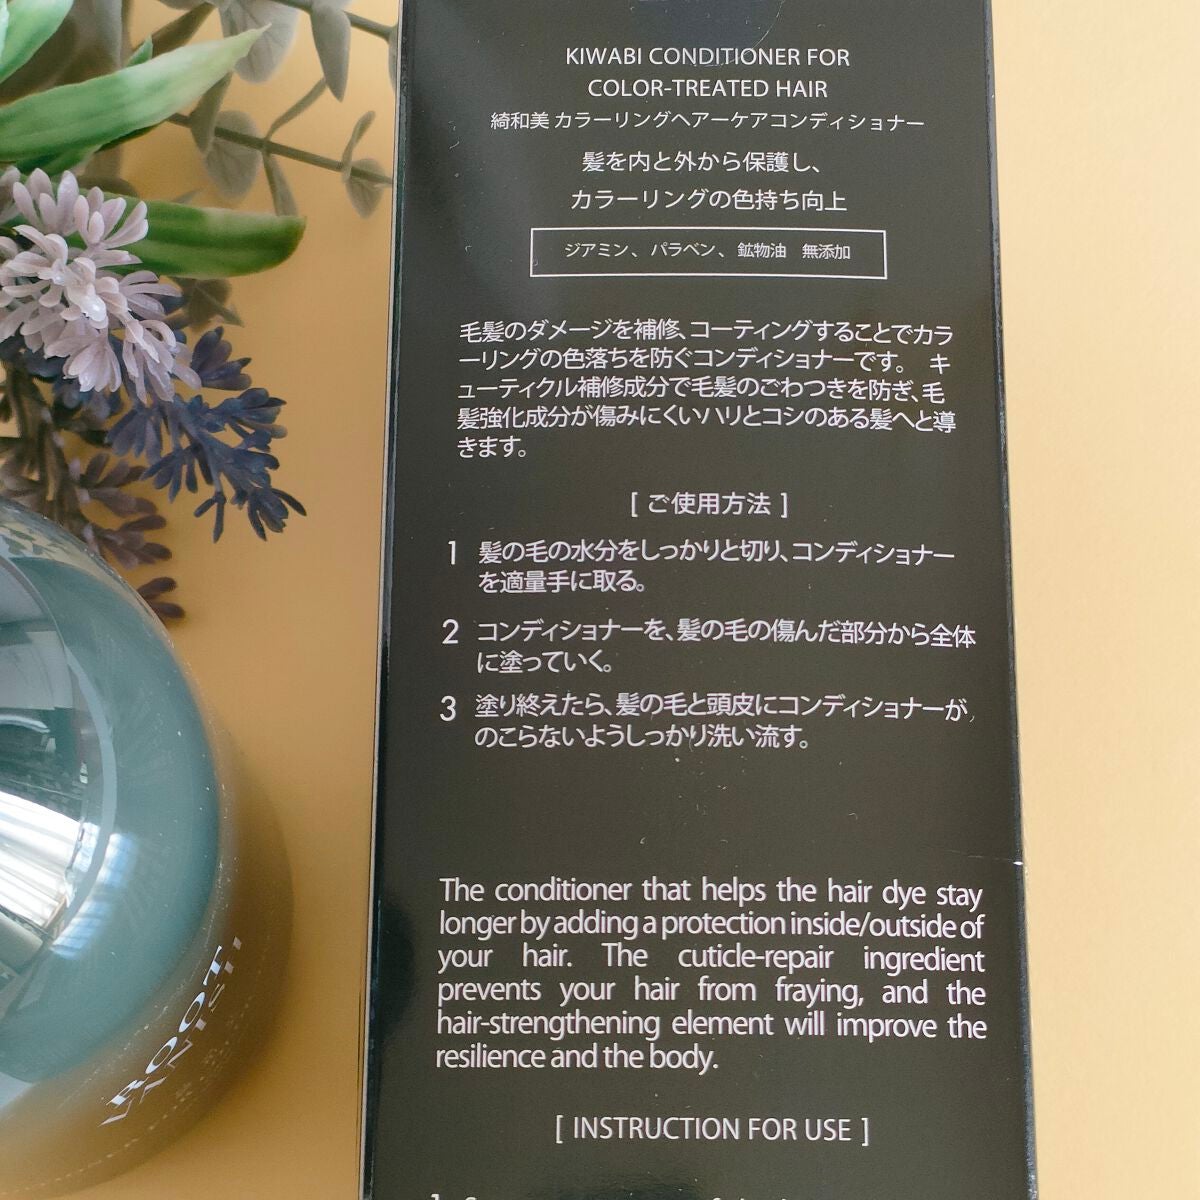 KIWABI CONDITIONER FOR
COLOR-TREATED HAIR
綺和美 カラーリングヘアーケアコンディショナー
髪を内と外から保護し、
カラーリングの色持ち向上
ジアミン、パラベン、鉱物油　無添加
毛髪のダメージを補修、コーティングすることでカラ
ーリングの色落ちを防ぐコンディショナーです。　キ
ューティクル補修成分で毛髪のごわつきを防ぎ、毛
髪強化成分が傷みにくいハリとコシのある髪へと導
きます。
[ ご使用方法 ]
1 髪の毛の水分をしっかりと切り、コンディショナー
を適量手に取る。
2 コンディショナーを、髪の毛の傷んだ部分から全体
に塗っていく。
3 塗り終えたら、髪の毛と頭皮にコンディショナーが
のこらないようしっかり洗い流す。
The conditioner that helps the hair dye stay
longer by adding a protection inside/outside of
your hair. The cuticle-repair ingredient
prevents your hair from fraying, and the
hair-strengthening element will improve the
resilience and the body.
[ INSTRUCTION FOR USE ]
ROOT
VANISH